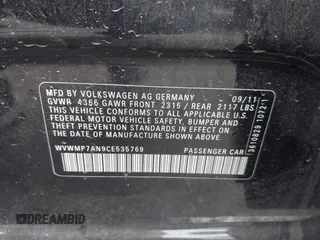 MFD BY VOLKSWAGEN AG GERMANY 09/11
GVWR 4366 GAWR FRONT 2315 / REAR 2117 LBS
THIS VEHICLE CONFORMS TO ALL APPLICABLE U.S.
FEDERAL MOTOR VEHICLE SAFETY, BUMPER, AND
THEFT PREVENTION STANDARDS IN EFFECT ON THE
DATE OF MANUFACTURE SHOWN ABOVE
WVWMP7AN9CE535769 PASSENGER CAR
3610828 107211
DREAMBID